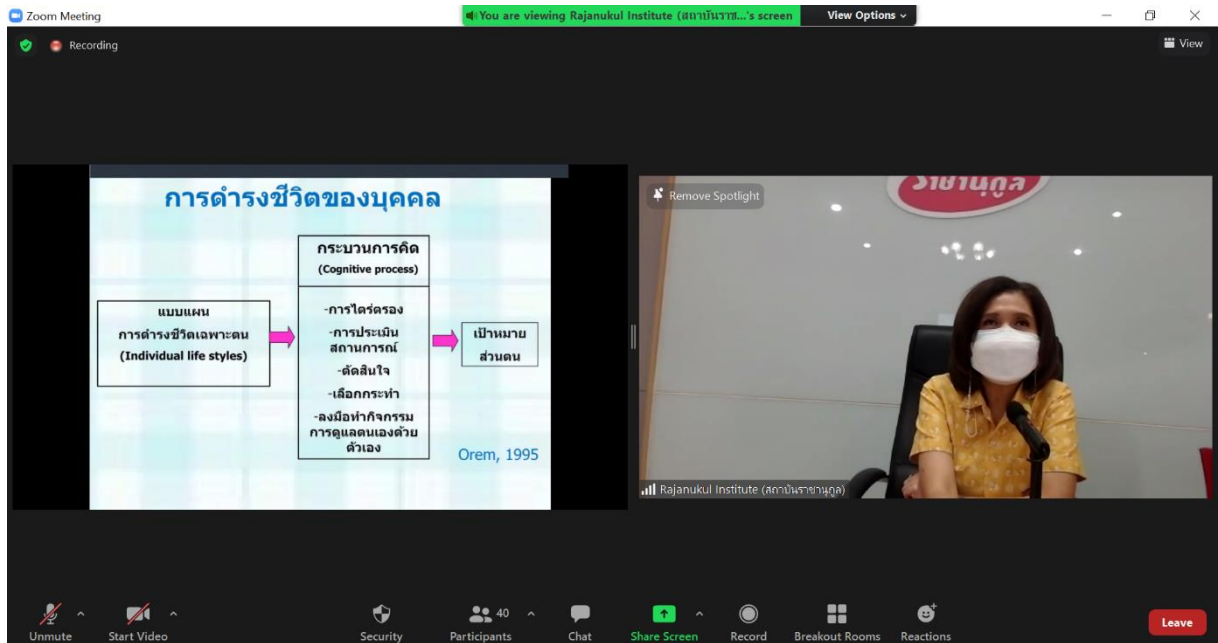 Zoom Meeting
You are viewing Rajanukul Institute (สถาบันราช...'s screen
View Options
Recording
View
การดำรงชีวิตของบุคคล
กระบวนการคิด
(Cognitive process)
แบบแผน
การดำรงชีวิตเฉพาะตน
(Individual life styles)
-การไตร่ตรอง
-การประเมิน
สถานการณ์
-ตัดสินใจ
-เลือกกระทำ
-ลงมือทำกิจกรรม
การดูแลตนเองด้วย
ตัวเอง
เป้าหมาย
ส่วนตน
Orem, 1995
Remove Spotlight
ราชานุกูล
Rajanukul Institute (สถาบันราชานุกูล)
Unmute
Start Video
Security
40
Participants
Chat
Share Screen
Record
Breakout Rooms
Reactions
Leave